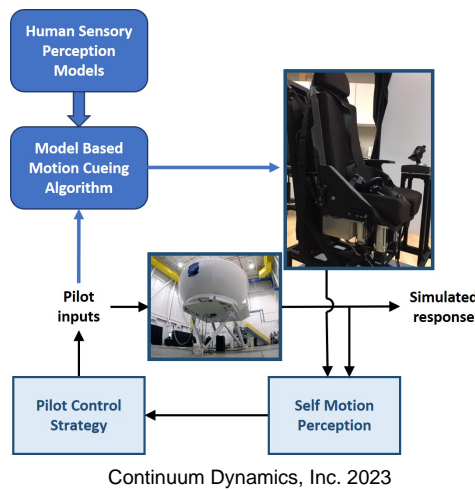 Human Sensory
Perception
Models
Model Based
Motion Cueing
Algorithm
Pilot
inputs
Simulated
response
Pilot Control
Strategy
Self Motion
Perception
Continuum Dynamics, Inc. 2023